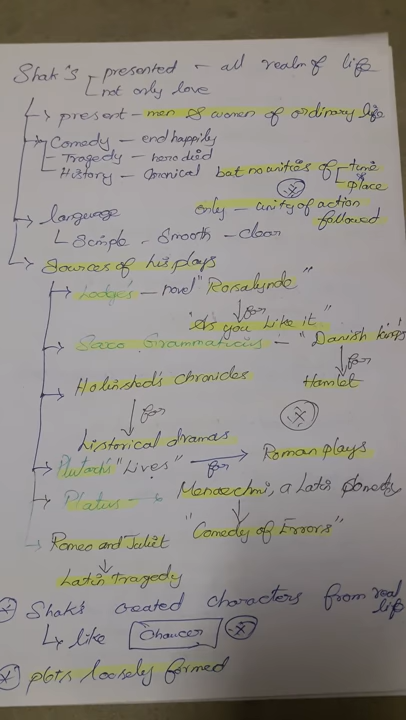 Shak's presented - all realm of life
not only love
present - men & women of ordinary life
Comedy - end happily
Tragedy - hero died
History - Chronical but no unities of time
place
only - unity of action
followed
language
Simple - Smooth - clear
Sources of his plays
Lodge's - novel "Rosalynde"
for
"As you Like it"
Saxo Grammaticus - "Danish kings"
for
Hamlet
Holinshed's chronicles
for
historical dramas
Plutarch's "Lives" for Roman plays
Platus - Menaechmi, a Latin Comedy
"Comedy of Errors"
Romeo and Juliet
Latin Tragedy
Shak's created characters from real
life
like Chaucer
plots loosely formed